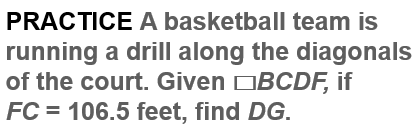 PRACTICE A basketball team is
running a drill along the diagonals
of the court. Given ▭BCDF, if
FC = 106.5 feet, find DG.